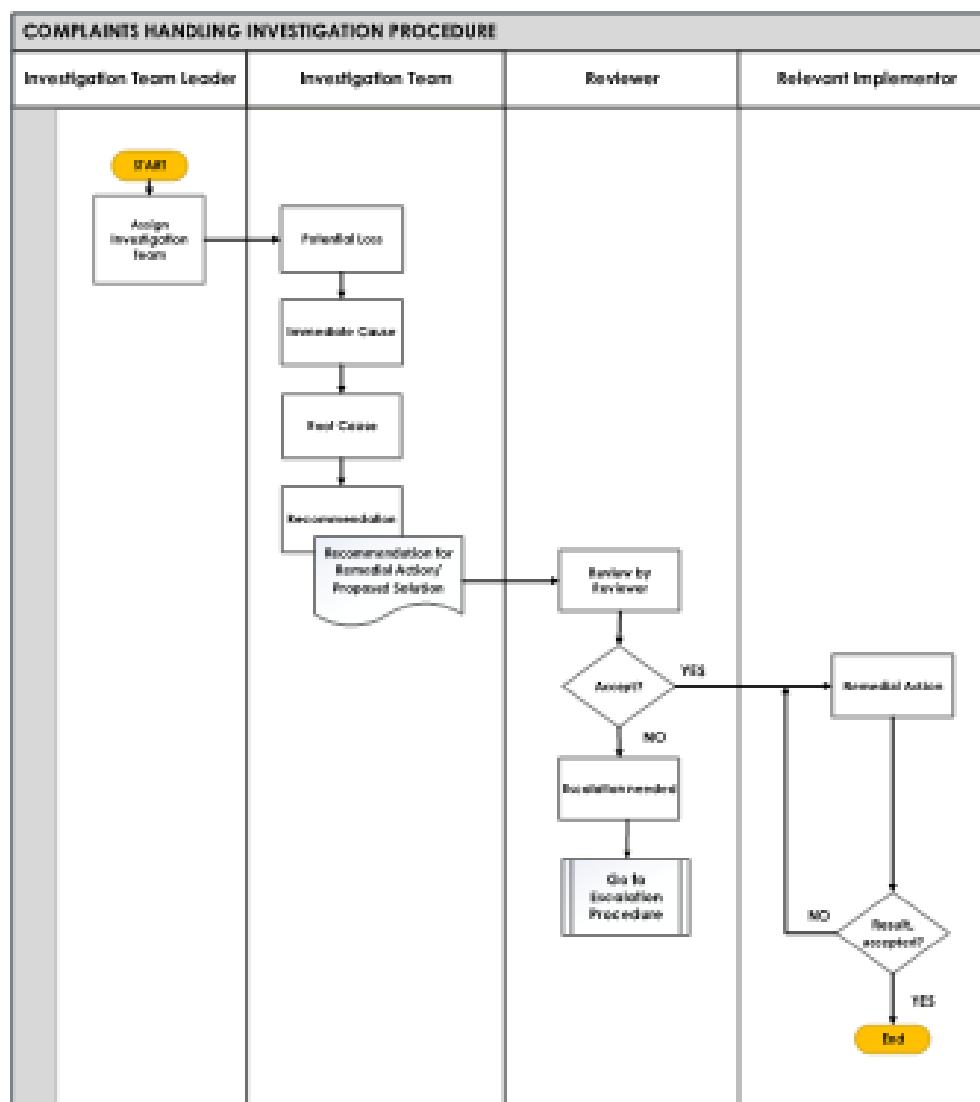 COMPLAINTS HANDLING INVESTIGATION PROCEDURE
Investigation Team Leader
Investigation Team
Reviewer
Relevant Implementor
START
Assign
Investigation
Team
Potential Loss
Immediate Cause
Root Cause
Recommendation
Recommendation for
Remedial Action/
Proposed Solution
Review by
Reviewer
Accept?
YES
Remedial Action
NO
Escalation needed
Go to
Escalation
Procedure
NO
Result,
accepted?
YES
End